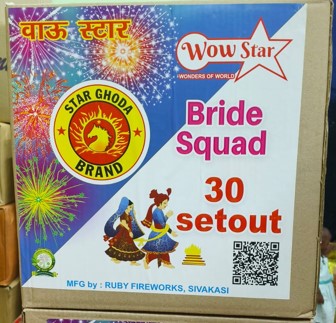 वाऊ स्टार
Wow Star
WONDERS OF WORLD
STAR GHODA
BRAND
Bride
Squad
30
setout
MFG by : RUBY FIREWORKS, SIVAKASI